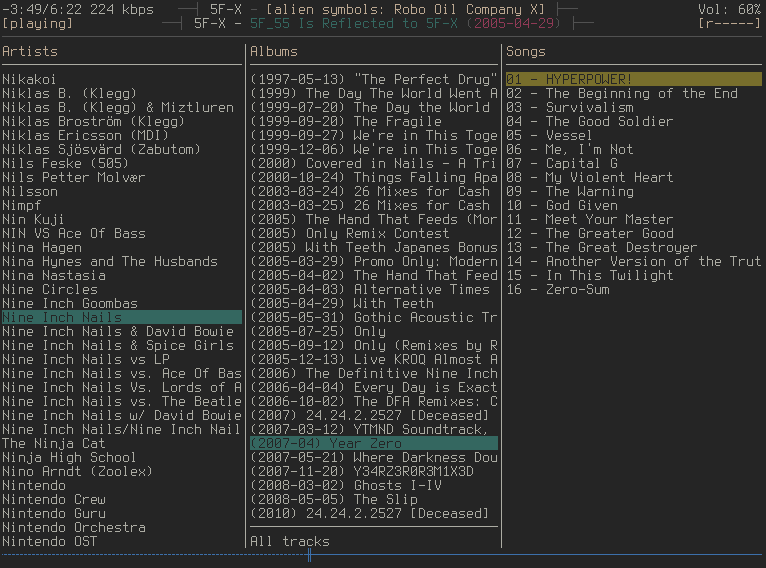 -3:49/6:22 224 kbps ──┤ 5F-X - [alien symbols: Robo Oil Company X] ├── Vol: 60%
[playing] ──┤ 5F-X - 5F_55 Is Reflected to 5F-X (2005-04-29) ├── [r-----]
Artists
Nikakoi
Niklas B. (Klegg)
Niklas B. (Klegg) & Miztluren
Niklas Broström (Klegg)
Niklas Ericsson (MDI)
Niklas Sjösvärd (Zabutom)
Nils Feske (505)
Nils Petter Molvær
Nilsson
Nimpf
Nin Kuji
NIN VS Ace Of Bass
Nina Hagen
Nina Hynes and The Husbands
Nina Nastasia
Nine Circles
Nine Inch Goombas
Nine Inch Nails
Nine Inch Nails & David Bowie
Nine Inch Nails & Spice Girls
Nine Inch Nails vs LP
Nine Inch Nails vs. Ace Of Bas
Nine Inch Nails Vs. Lords of A
Nine Inch Nails vs. The Beatle
Nine Inch Nails w/ David Bowie
Nine Inch Nails/Nine Inch Nail
The Ninja Cat
Ninja High School
Nino Arndt (Zoolex)
Nintendo
Nintendo Crew
Nintendo Guru
Nintendo Orchestra
Nintendo OST
Albums
(1997-05-13) "The Perfect Drug"
(1999) The Day The World Went A
(1999-07-20) The Day the World
(1999-09-20) The Fragile
(1999-09-27) We're in This Toge
(1999-12-06) We're in This Toge
(2000) Covered in Nails - A Tri
(2000-10-24) Things Falling Apa
(2003-03-24) 26 Mixes for Cash
(2003-03-25) 26 Mixes for Cash
(2005) The Hand That Feeds (Mor
(2005) Only Remix Contest
(2005) With Teeth Japanes Bonus
(2005-03-29) Promo Only: Modern
(2005-04-02) The Hand That Feed
(2005-04-03) Alternative Times
(2005-04-29) With Teeth
(2005-05-31) Gothic Acoustic Tr
(2005-07-25) Only
(2005-09-12) Only (Remixes by R
(2005-12-13) Live KROQ Almost A
(2006) The Definitive Nine Inch
(2006-04-04) Every Day is Exact
(2006-10-02) The DFA Remixes: C
(2007) 24.24.2.2527 [Deceased]
(2007-03-12) YTMND Soundtrack,
(2007-04) Year Zero
(2007-05-21) Where Darkness Dou
(2007-11-20) Y34RZ3R0R3M1X3D
(2008-03-02) Ghosts I-IV
(2008-05-05) The Slip
(2010) 24.24.2.2527 [Deceased]
All tracks
Songs
01 - HYPERPOWER!
02 - The Beginning of the End
03 - Survivalism
04 - The Good Soldier
05 - Vessel
06 - Me, I'm Not
07 - Capital G
08 - My Violent Heart
09 - The Warning
10 - God Given
11 - Meet Your Master
12 - The Greater Good
13 - The Great Destroyer
14 - Another Version of the Trut
15 - In This Twilight
16 - Zero-Sum